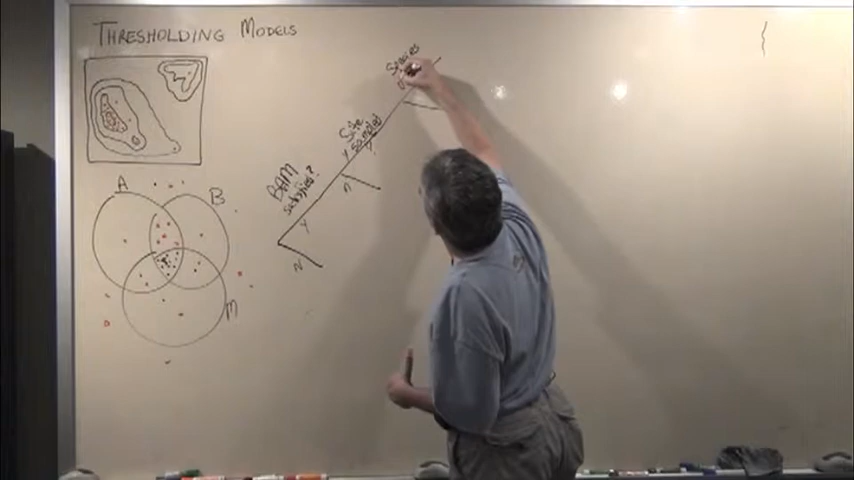 THRESHOLDING MODELS
A
B
M
BAM
satisfied?
Y
N
Site
Sampled
?
Y
n
Species